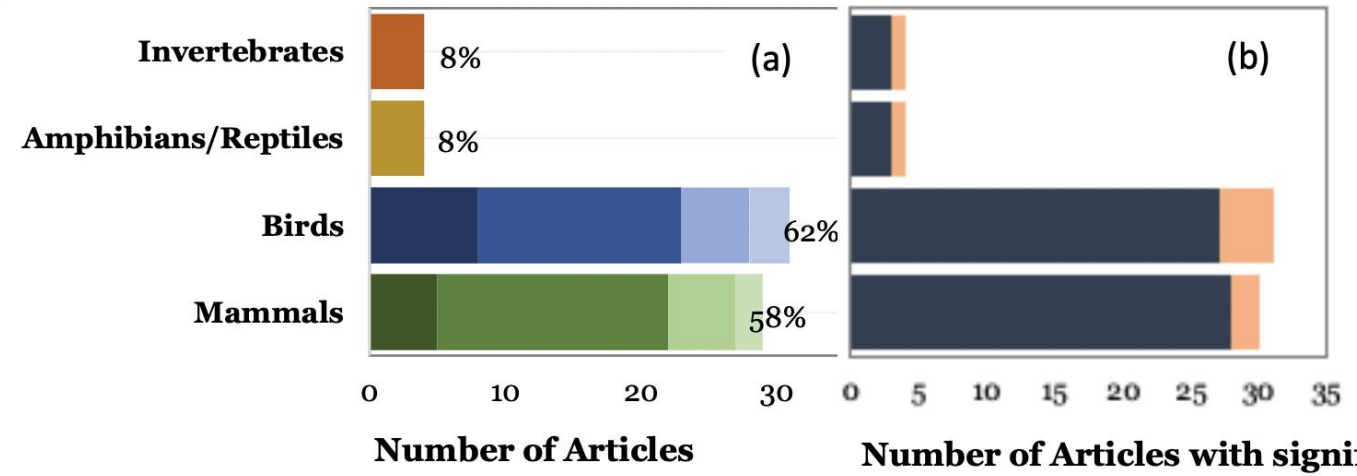 Invertebrates 8% (a) (b)
Amphibians/Reptiles 8%
Birds 62%
Mammals 58%
0 10 20 30 0 5 10 15 20 25 30 35
Number of Articles Number of Articles with